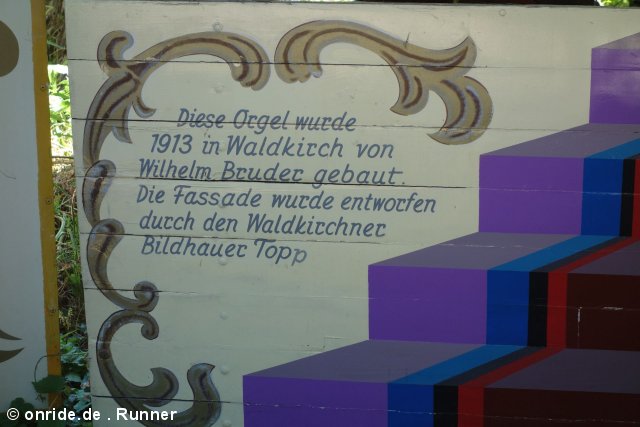 Diese Orgel wurde
1913 in Waldkirch von
Wilhelm Bruder gebaut.
Die Fassade wurde entworfen
durch den Waldkirchner
Bildhauer Topp
© onride.de . Runner